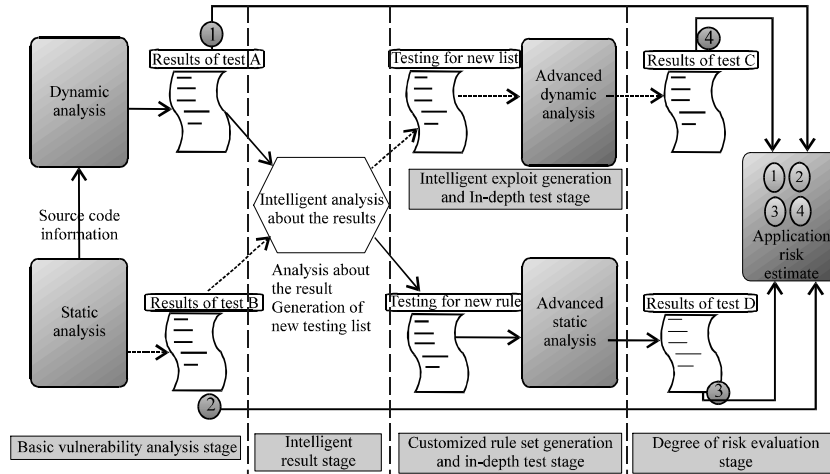 1
Results of test A
Dynamic
analysis
Source code
information
Static
analysis
Results of test B
2
Basic vulnerability analysis stage
Intelligent analysis
about the results
Analysis about
the result
Generation of
new testing list
Intelligent
result stage
Testing for new list
Advanced
dynamic
analysis
Intelligent exploit generation
and In-depth test stage
Testing for new rule
Advanced
static
analysis
Customized rule set generation
and in-depth test stage
4
Results of test C
Results of test D
3
Degree of risk evaluation
stage
1 2
3 4
Application
risk
estimate